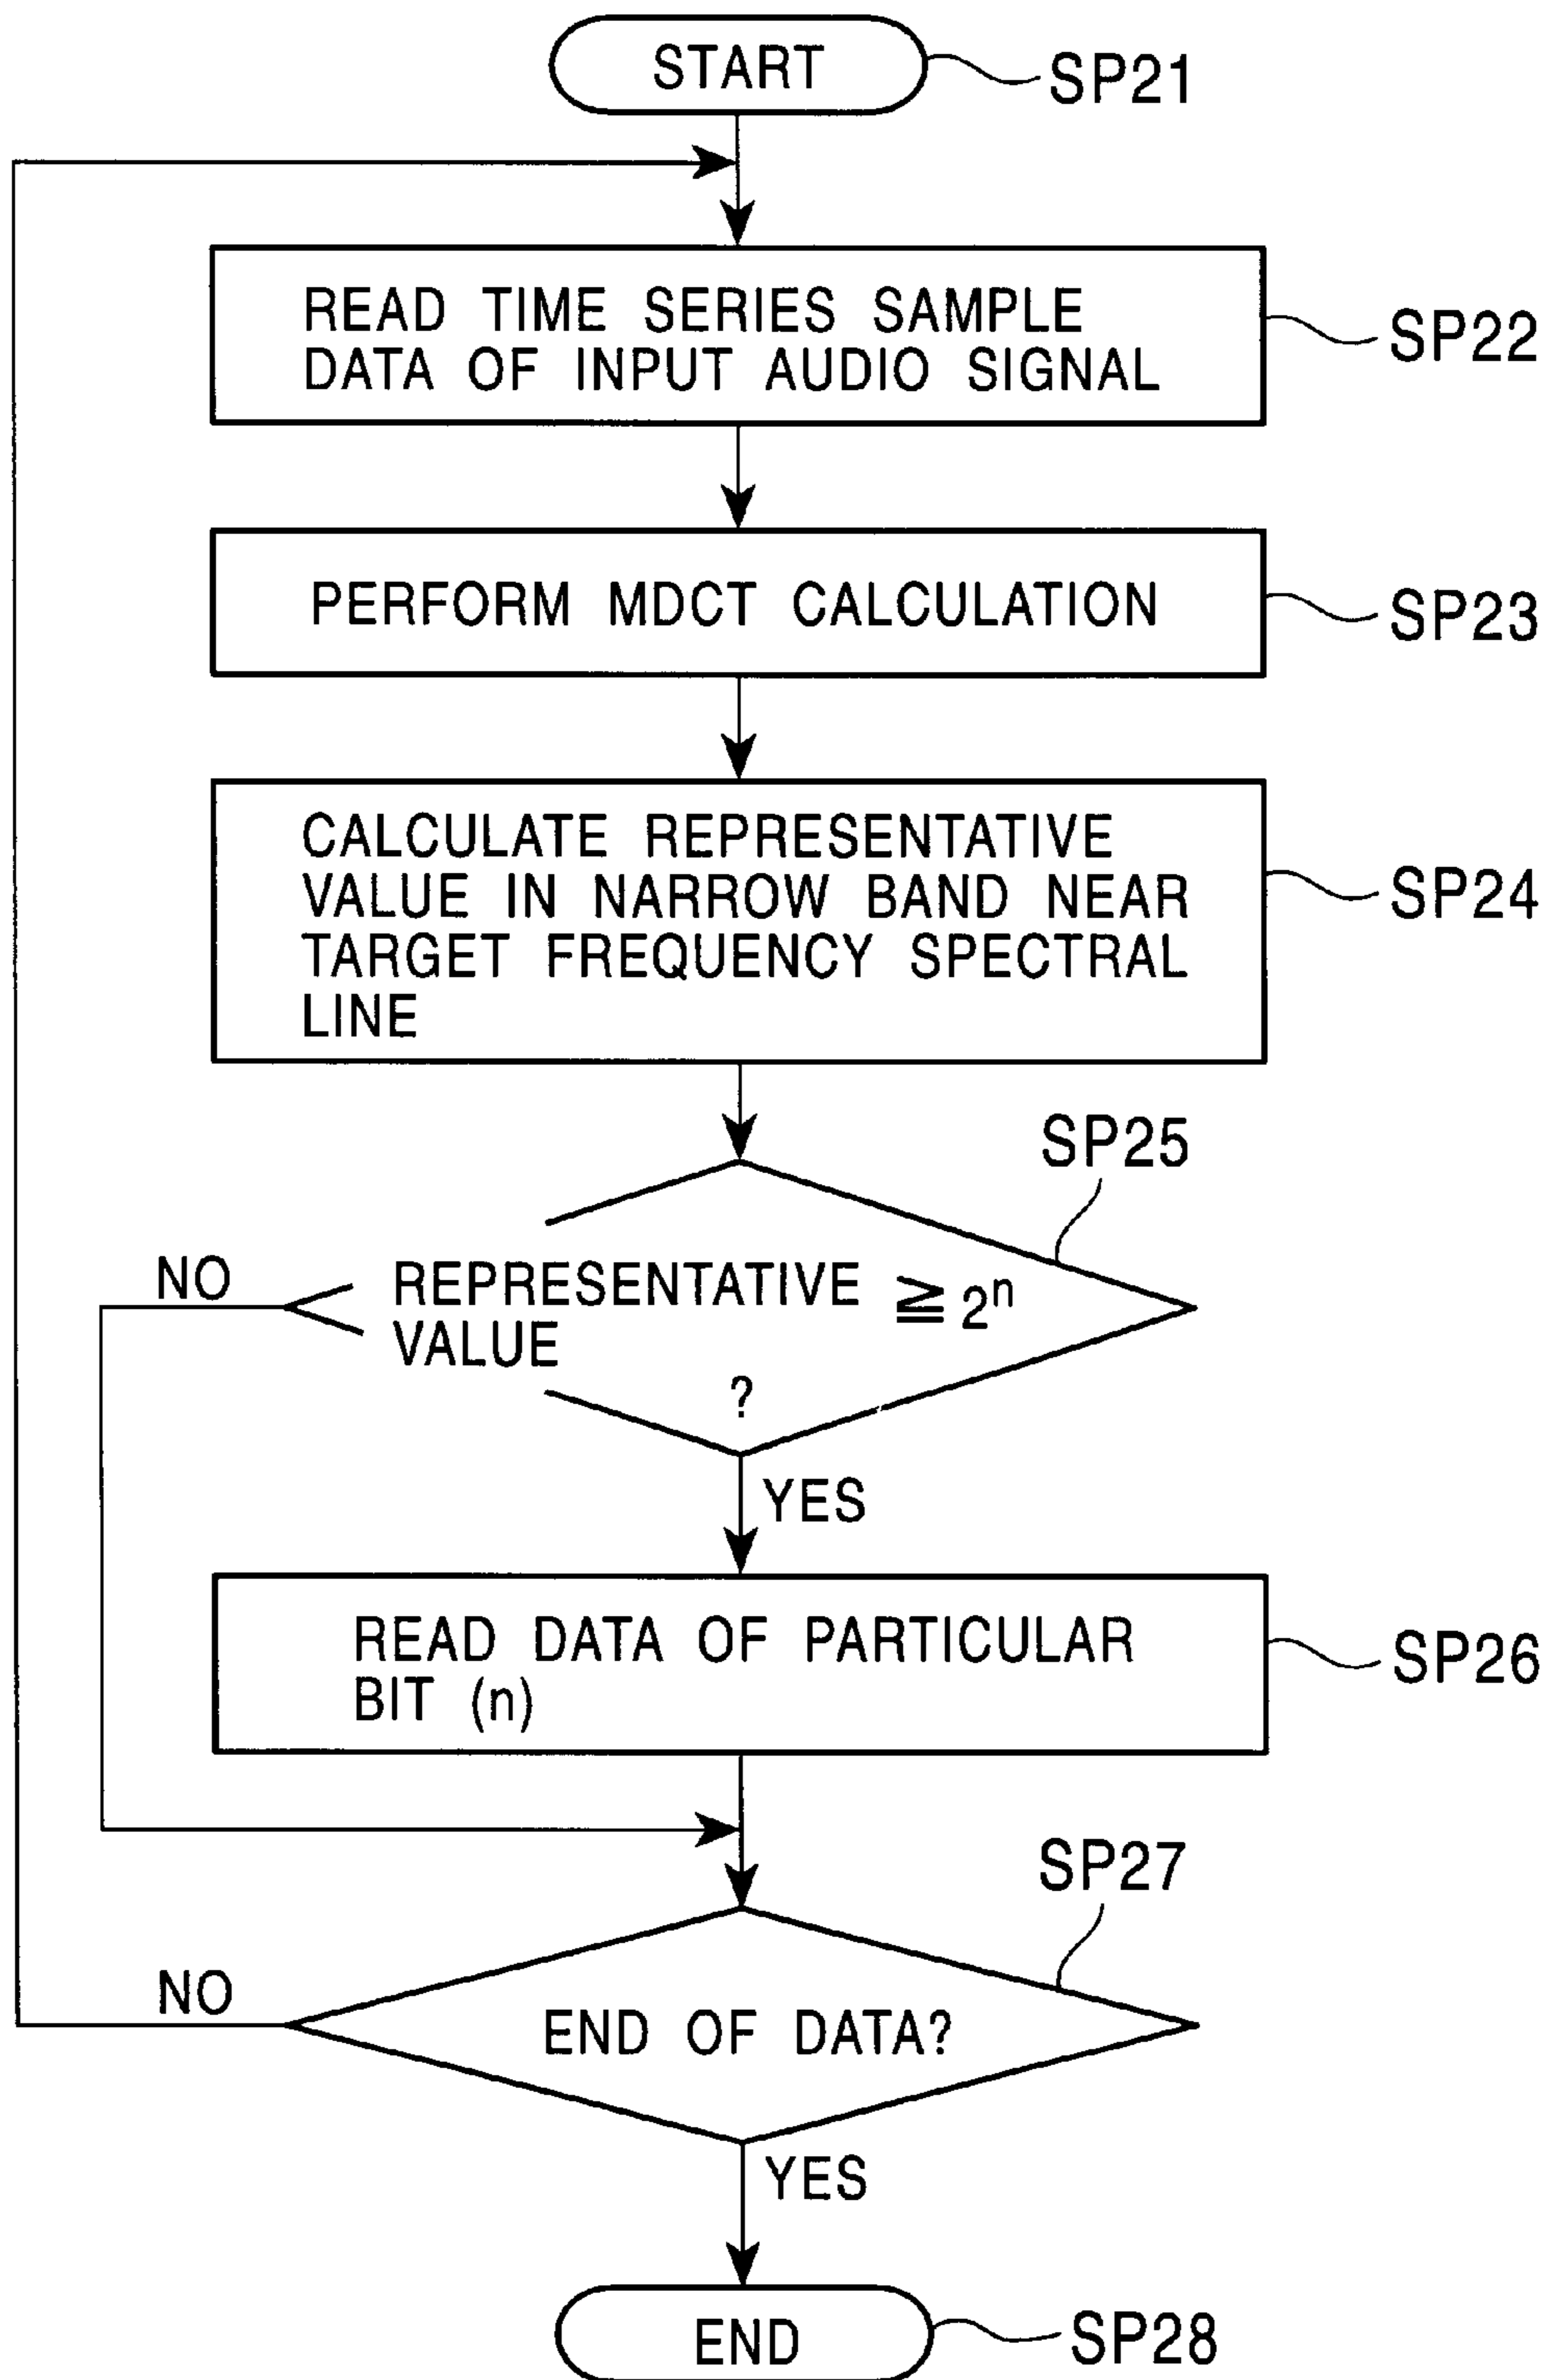 START
SP21
READ TIME SERIES SAMPLE
DATA OF INPUT AUDIO SIGNAL
SP22
PERFORM MDCT CALCULATION
SP23
CALCULATE REPRESENTATIVE
VALUE IN NARROW BAND NEAR
TARGET FREQUENCY SPECTRAL
LINE
SP24
SP25
NO
REPRESENTATIVE
VALUE
≧ 2ⁿ
?
YES
READ DATA OF PARTICULAR
BIT (n)
SP26
SP27
NO
END OF DATA?
YES
END
SP28